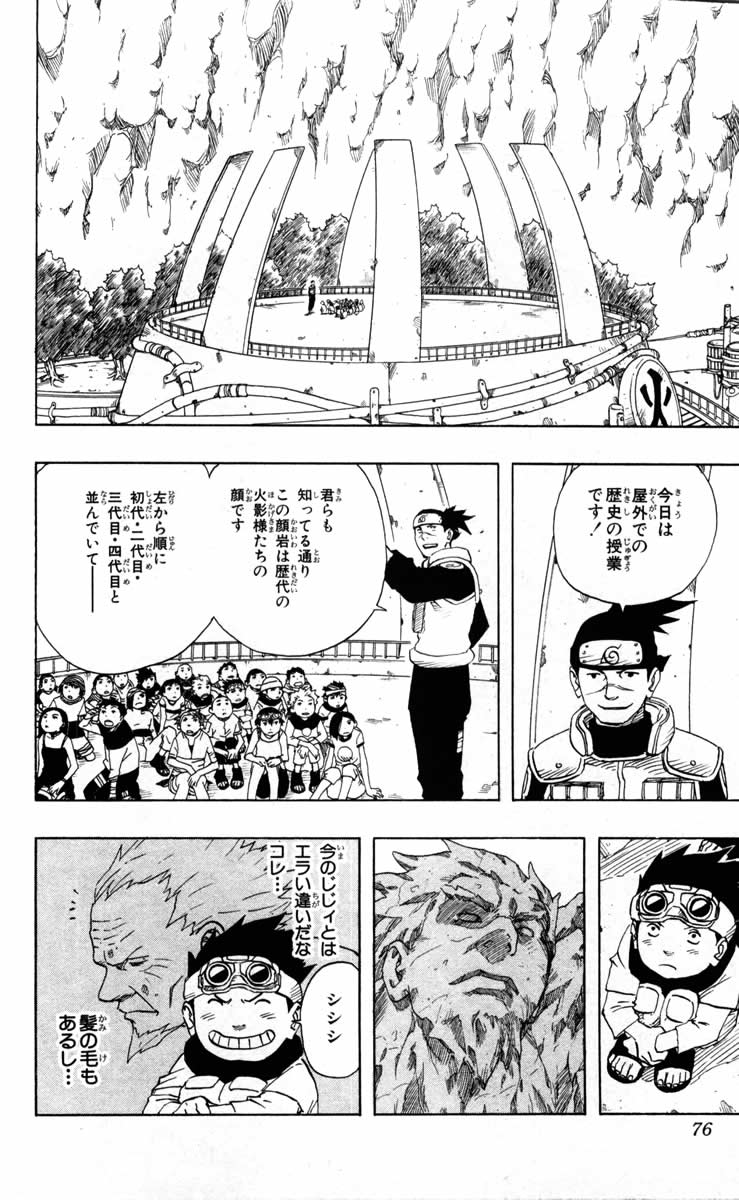 火
今日は
屋外での
歴史の授業
です!
君らも
知ってる通り
この顔岩は歴代の
火影様たちの
顔です
左から順に
初代・二代目・
三代目・四代目と
並んでいて――
今のじじィとは
エラい違いだな
コレ…
シシシ
髪の毛も
あるし…
76